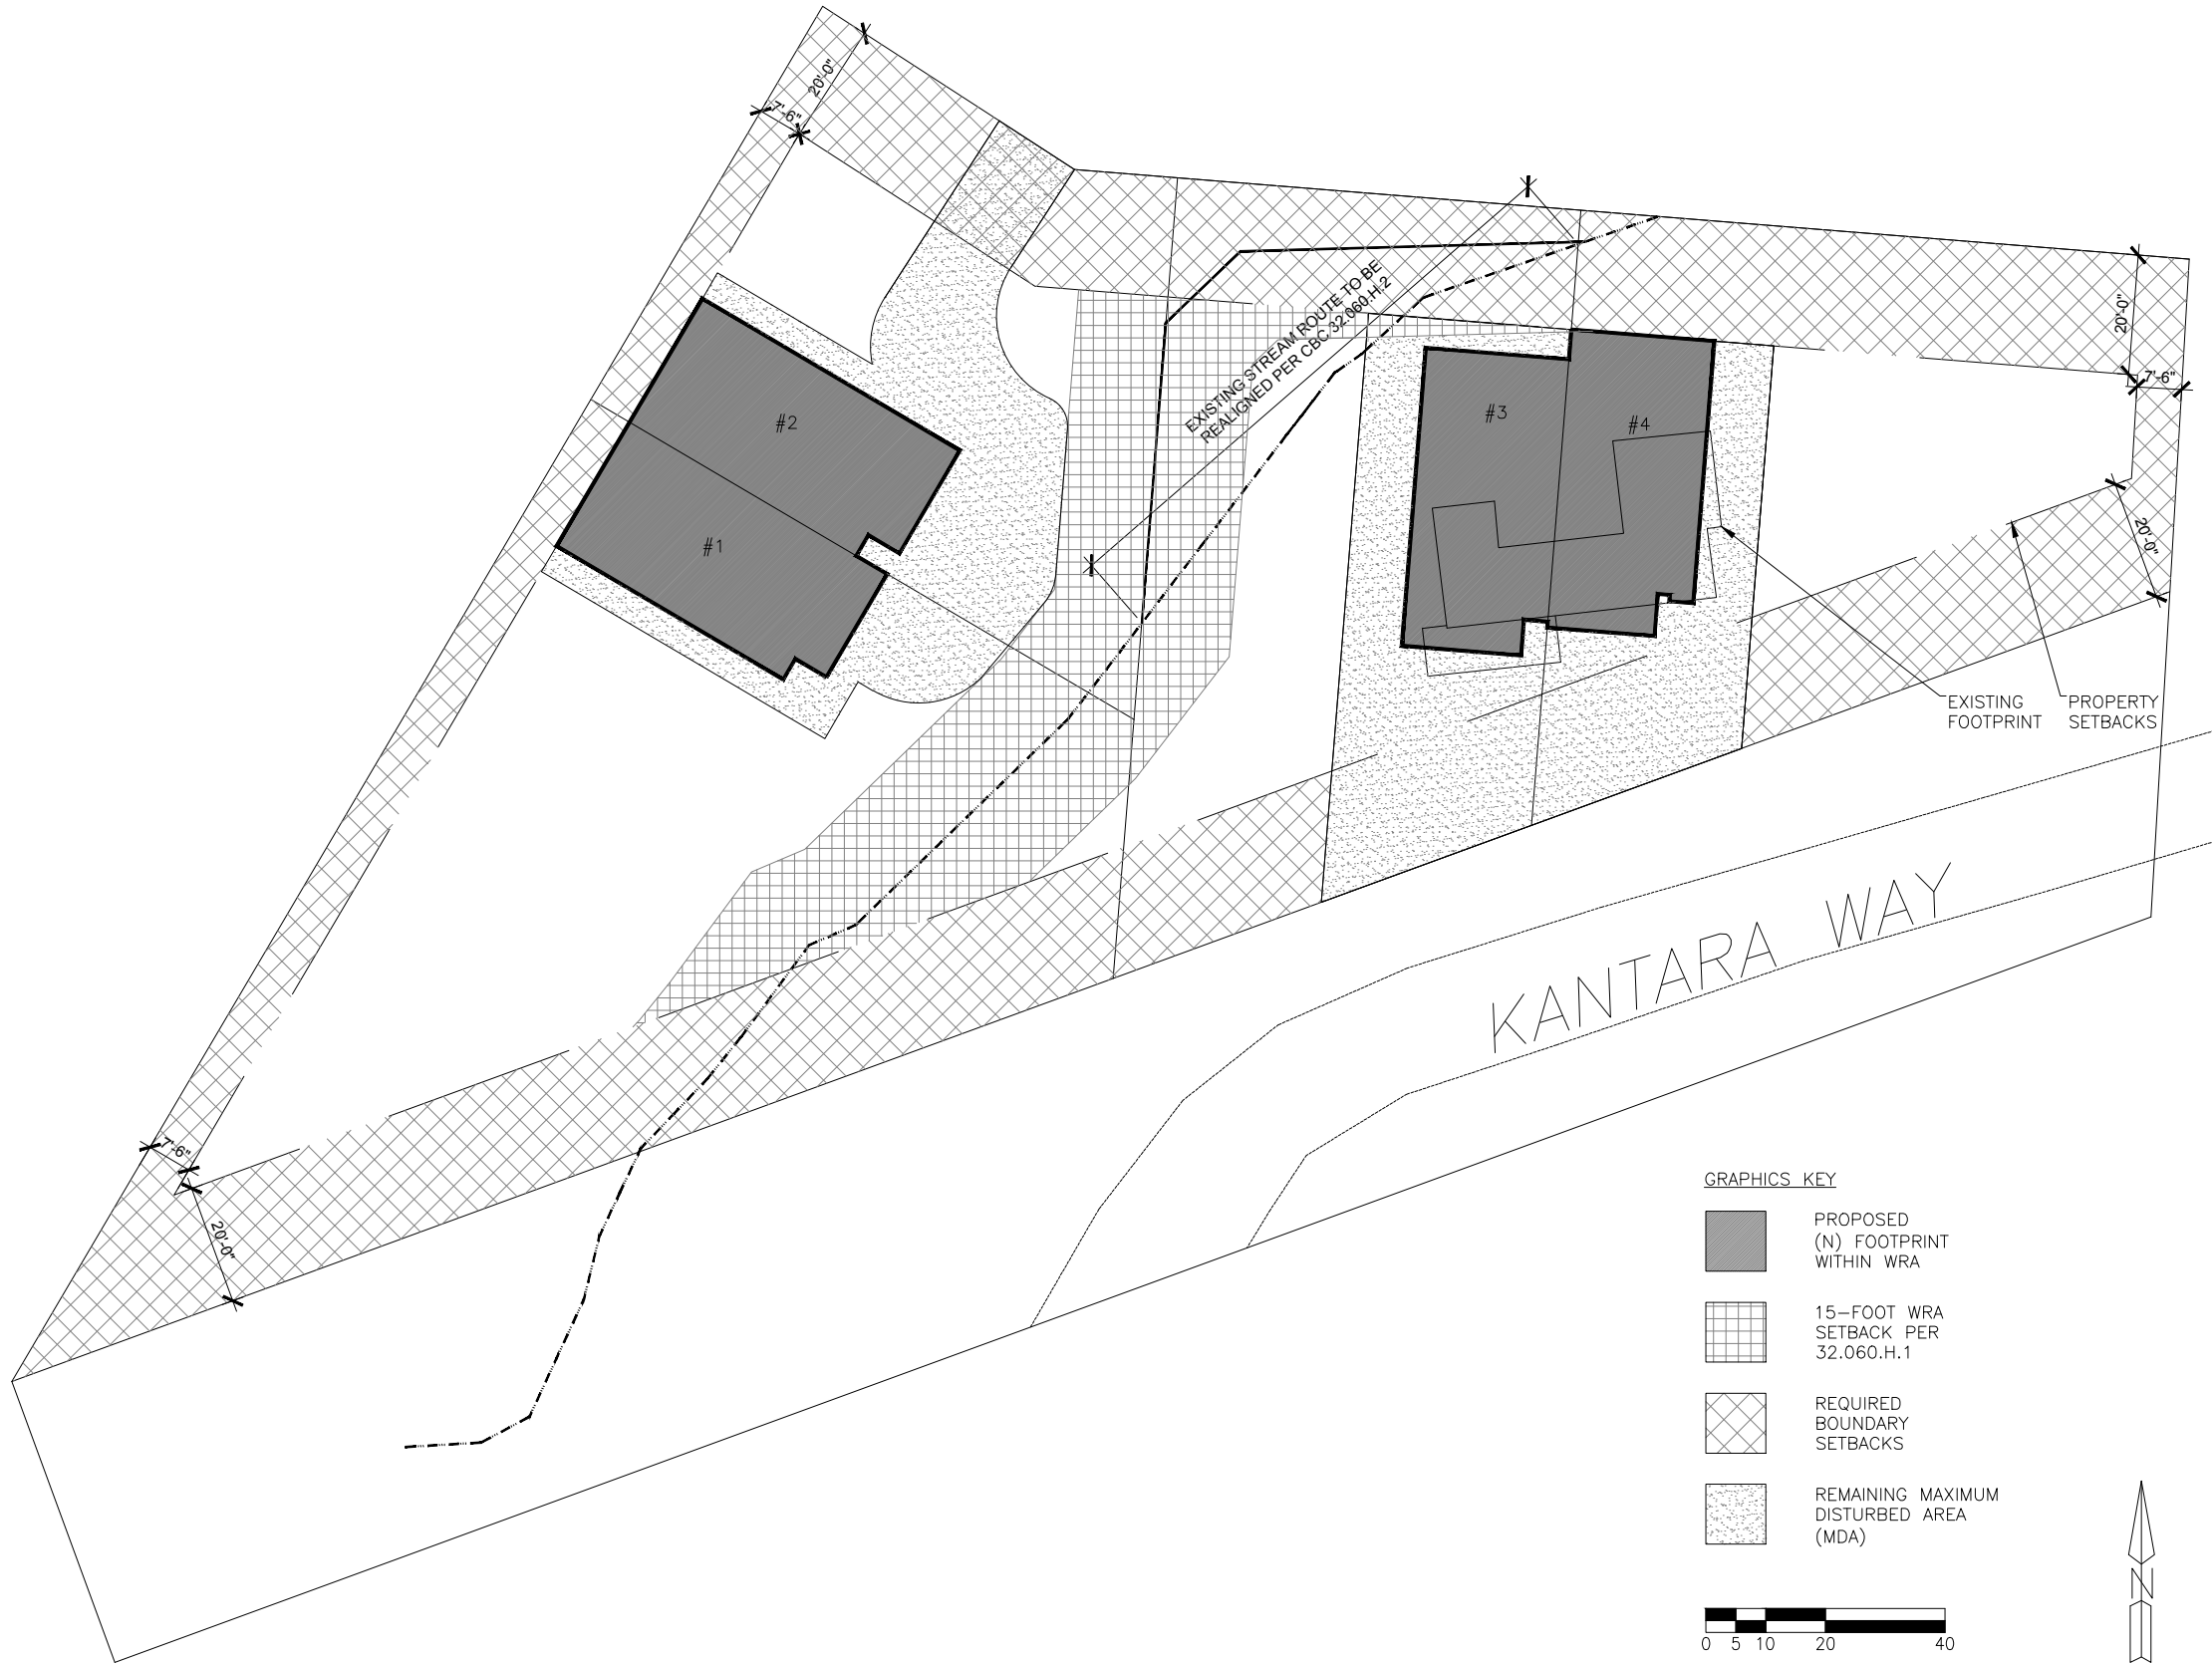 20'-0"
7'-6"
EXISTING STREAM ROUTE TO BE
REALIGNED PER CBC 32.060.H.2
20'-0"
7'-6"
#2
#3
#4
#1
20'-0"
EXISTING
FOOTPRINT
PROPERTY
SETBACKS
KANTARA WAY
7'-6"
20'-0"
GRAPHICS KEY
PROPOSED
(N) FOOTPRINT
WITHIN WRA
15-FOOT WRA
SETBACK PER
32.060.H.1
REQUIRED
BOUNDARY
SETBACKS
REMAINING MAXIMUM
DISTURBED AREA
(MDA)
N
0 5 10 20 40